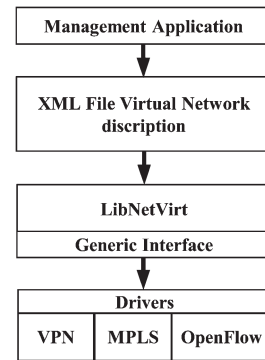 Management Application
XML File Virtual Network
discription
LibNetVirt
Generic Interface
Drivers
VPN MPLS OpenFlow